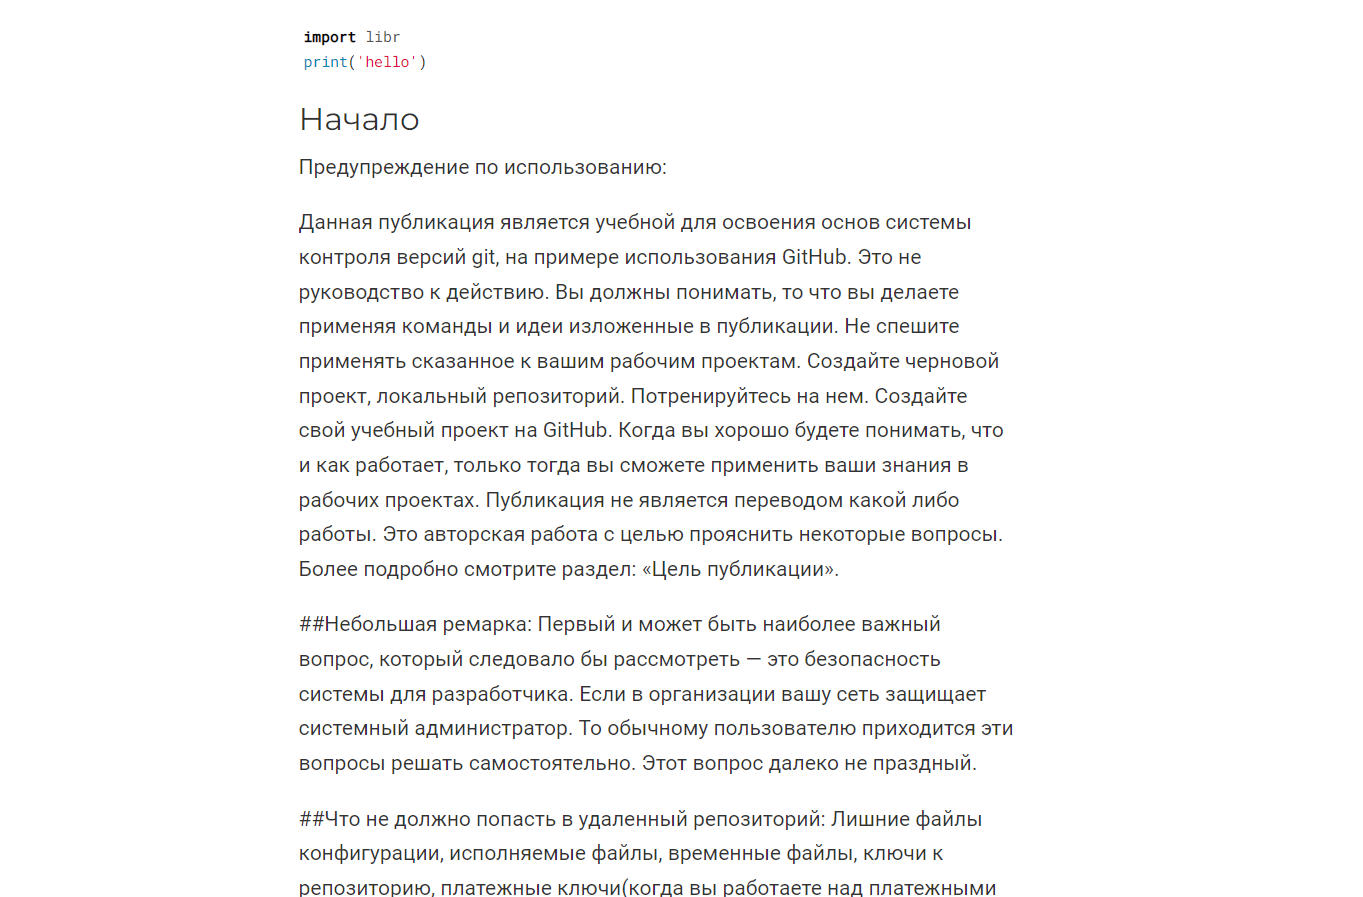 import libr
print('hello')
Начало
Предупреждение по использованию:
Данная публикация является учебной для освоения основ системы
контроля версий git, на примере использования GitHub. Это не
руководство к действию. Вы должны понимать, то что вы делаете
применяя команды и идеи изложенные в публикации. Не спешите
применять сказанное к вашим рабочим проектам. Создайте черновой
проект, локальный репозиторий. Потренируйтесь на нем. Создайте
свой учебный проект на GitHub. Когда вы хорошо будете понимать, что
и как работает, только тогда вы сможете применить ваши знания в
рабочих проектах. Публикация не является переводом какой либо
работы. Это авторская работа с целью прояснить некоторые вопросы.
Более подробно смотрите раздел: «Цель публикации».
##Небольшая ремарка: Первый и может быть наиболее важный
вопрос, который следовало бы рассмотреть — это безопасность
системы для разработчика. Если в организации вашу сеть защищает
системный администратор. То обычному пользователю приходится эти
вопросы решать самостоятельно. Этот вопрос далеко не праздный.
##Что не должно попасть в удаленный репозиторий: Лишние файлы
конфигурации, исполняемые файлы, временные файлы, ключи к
репозиторию, платежные ключи(когда вы работаете над платежными